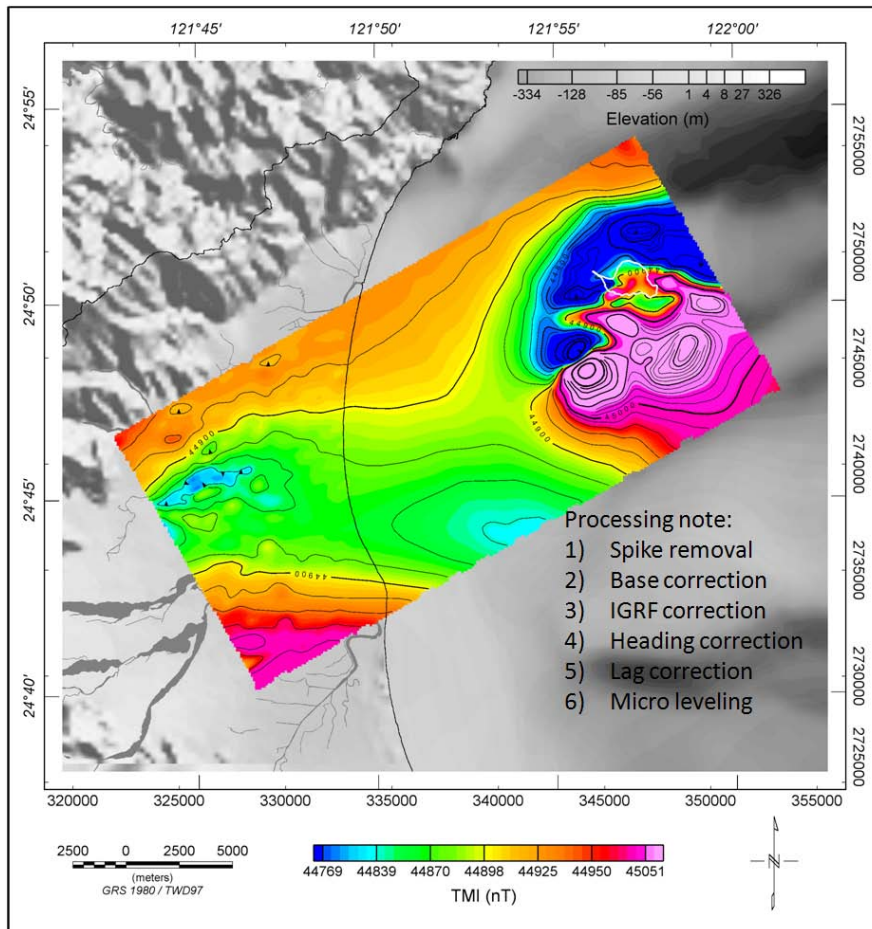 121°45' 121°50' 121°55' 122°00'
-334 -128 -85 -56 1 4 8 27 326
Elevation (m)
24°55'
24°50'
24°45'
24°40'
2755000
2750000
2745000
2740000
2735000
2730000
2725000
44900
44900
44900
44900
45000
Processing note:
1) Spike removal
2) Base correction
3) IGRF correction
4) Heading correction
5) Lag correction
6) Micro leveling
320000 325000 330000 335000 340000 345000 350000 355000
2500 0 2500 5000
(meters)
GRS 1980 / TWD97
44769 44839 44870 44898 44925 44950 45051
TMI (nT)
N